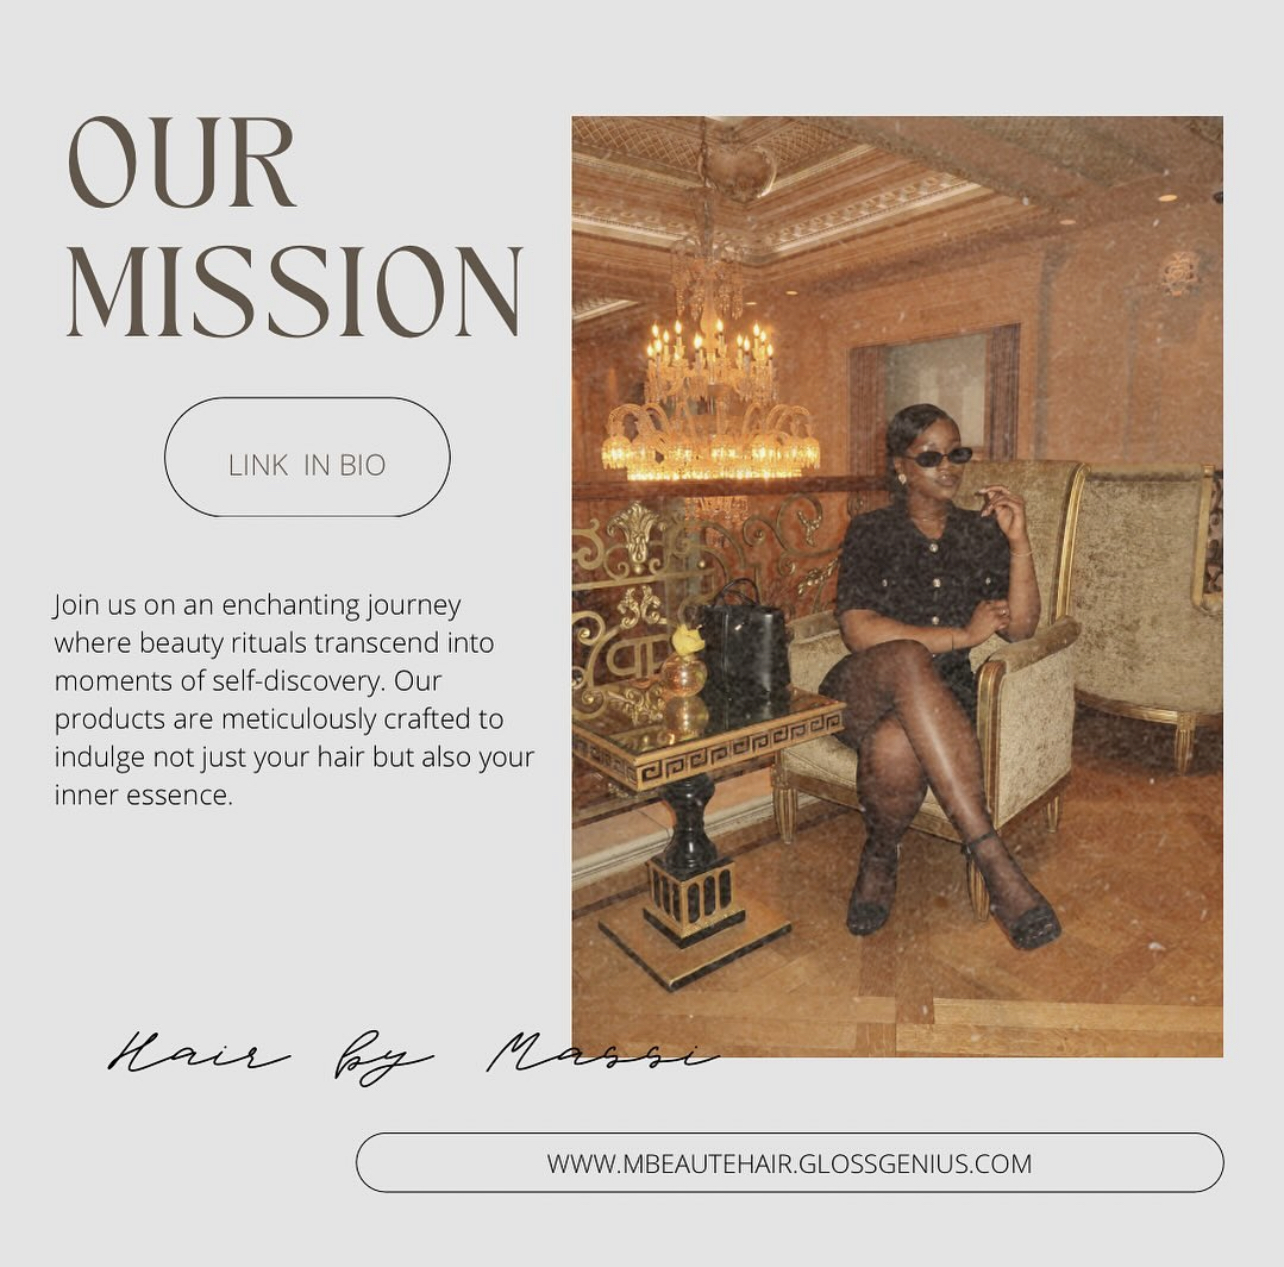 OUR
MISSION
LINK IN BIO
Join us on an enchanting journey
where beauty rituals transcend into
moments of self-discovery. Our
products are meticulously crafted to
indulge not just your hair but also your
inner essence.
Hair by Massi
WWW.MBEAUTEHAIR.GLOSSGENIUS.COM